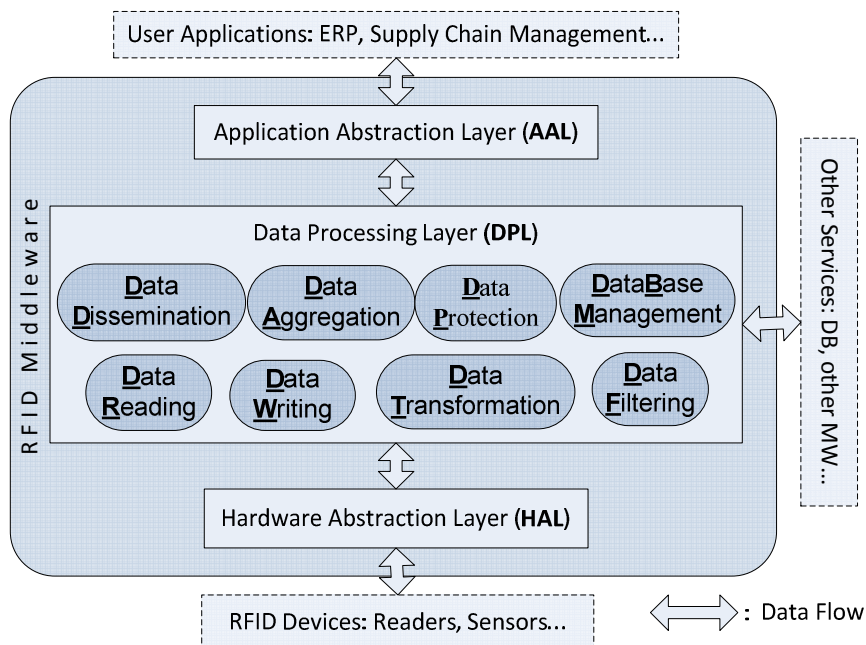 User Applications: ERP, Supply Chain Management...
Application Abstraction Layer (AAL)
RFID Middleware
Data Processing Layer (DPL)
Data
Dissemination
Data
Aggregation
Data
Protection
DataBase
Management
Data
Reading
Data
Writing
Data
Transformation
Data
Filtering
Other Services: DB, other MW...
Hardware Abstraction Layer (HAL)
RFID Devices: Readers, Sensors...
: Data Flow